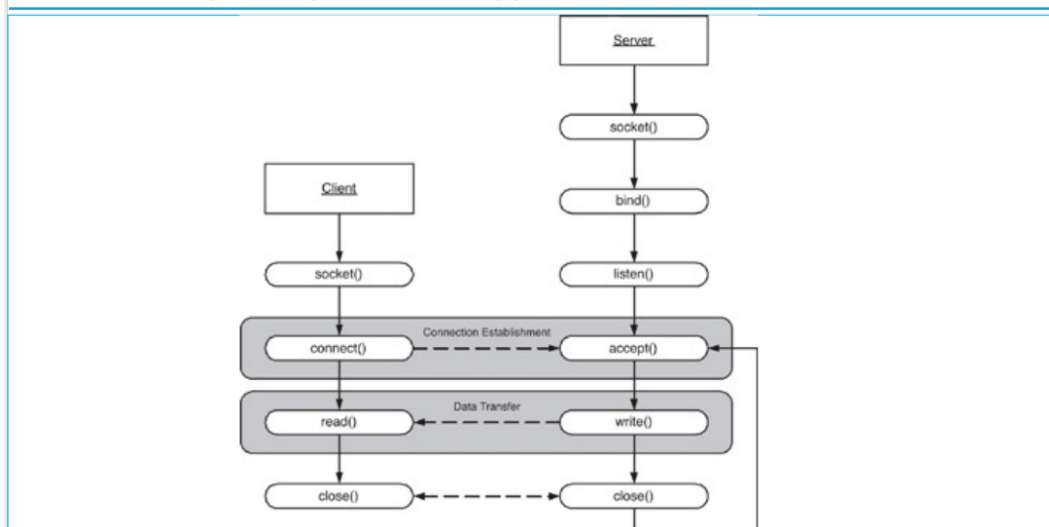 Server
socket()
bind()
Client
socket()
listen()
Connection Establishment
connect()
accept()
Data Transfer
read()
write()
close()
close()